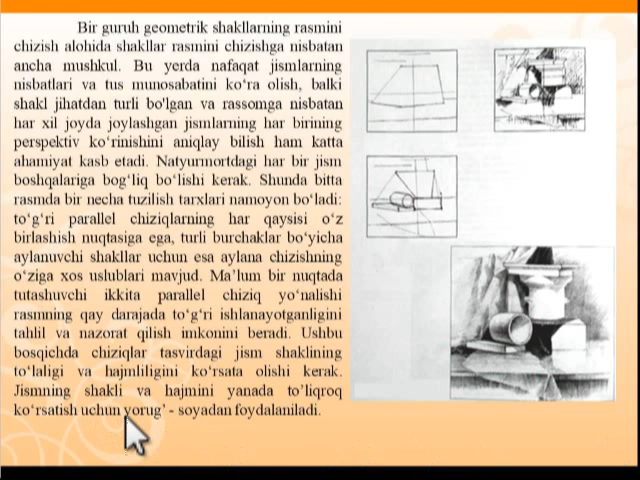 Bir guruh geometrik shakllarning rasmini
chizish alohida shakllar rasmini chizishga nisbatan
ancha mushkul. Bu yerda nafaqat jismlarning
nisbatlari va tus munosabatini ko‘ra olish, balki
shakl jihatdan turli bo'lgan va rassomga nisbatan
har xil joyda joylashgan jismlarning har birining
perspektiv ko‘rinishini aniqlay bilish ham katta
ahamiyat kasb etadi. Natyurmortdagi har bir jism
boshqalariga bog‘liq bo‘lishi kerak. Shunda bitta
rasmda bir necha tuzilish tarxlari namoyon bo‘ladi:
to‘g‘ri parallel chiziqlarning har qaysisi o‘z
birlashish nuqtasiga ega, turli burchaklar bo‘yicha
aylanuvchi shakllar uchun esa aylana chizishning
o‘ziga xos uslublari mavjud. Ma’lum bir nuqtada
tutashuvchi ikkita parallel chiziq yo‘nalishi
rasmning qay darajada to‘g‘ri ishlanayotganligini
tahlil va nazorat qilish imkonini beradi. Ushbu
bosqichda chiziqlar tasvirdagi jism shaklining
to‘laligi va hajmliligini ko‘rsata olishi kerak.
Jismning shakli va hajmini yanada to’liqroq
ko‘rsatish uchun yorug’ - soyadan foydalaniladi.